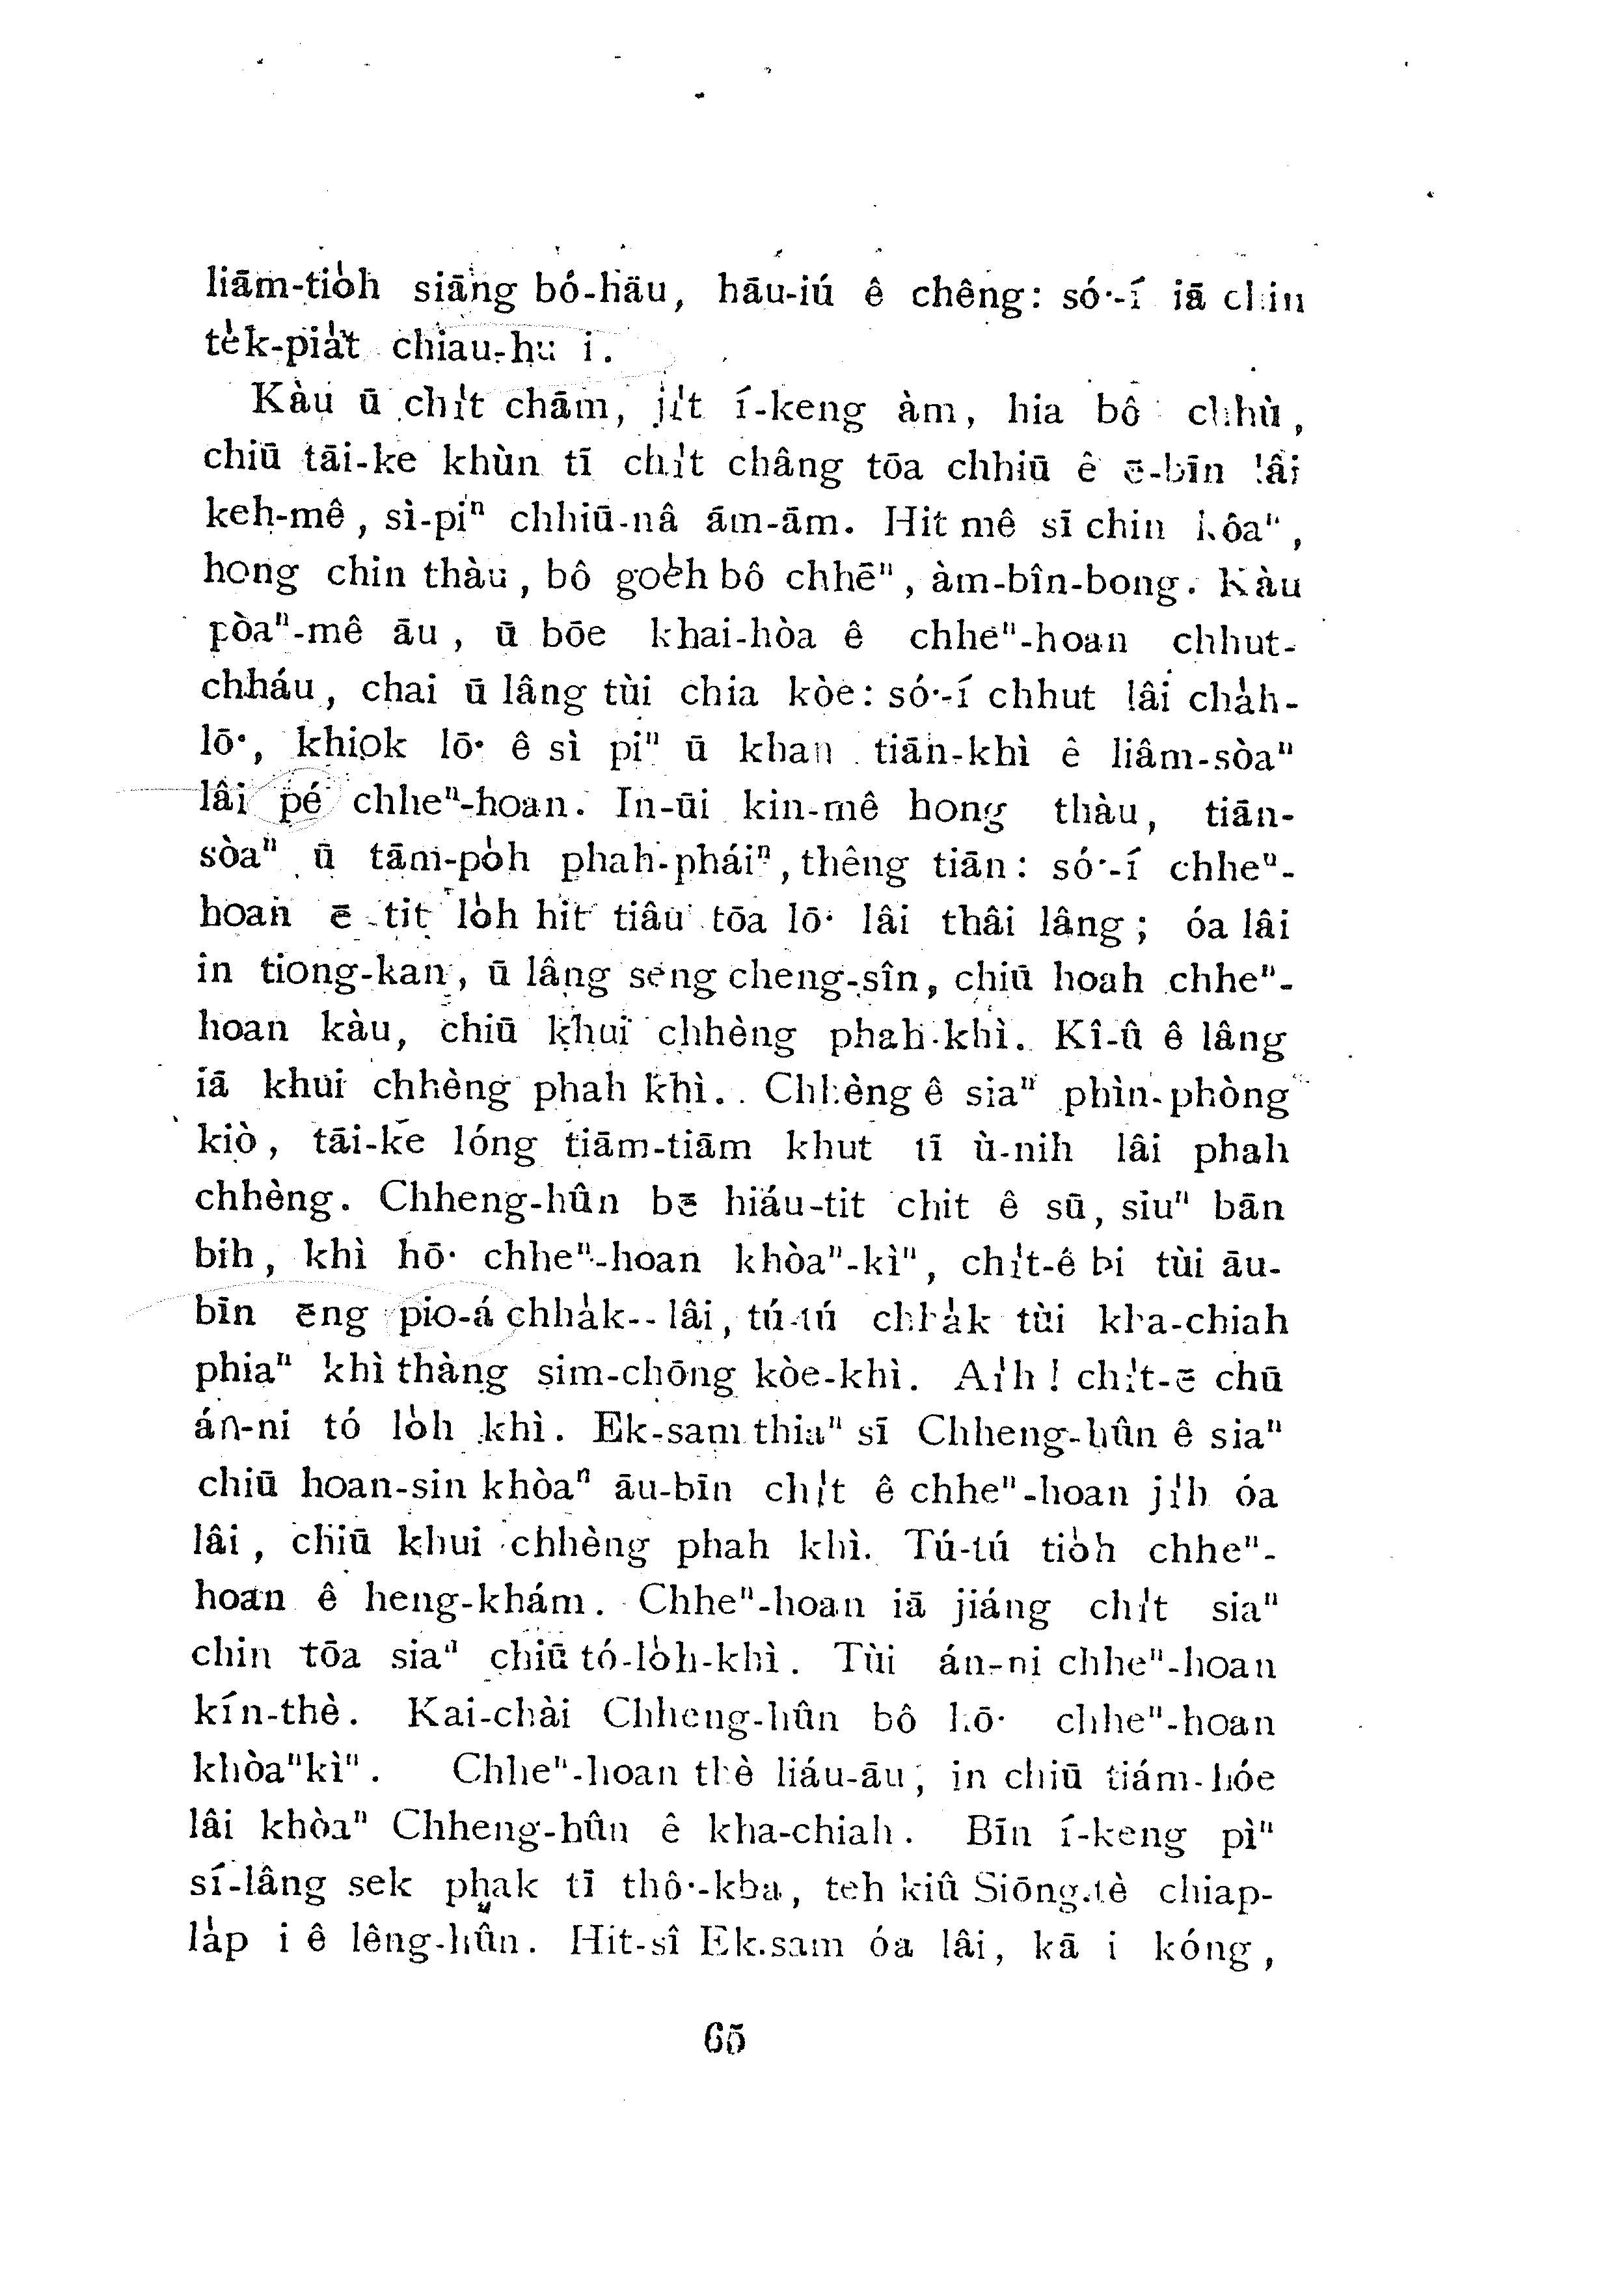 liām-tio̍h siāng bó-hāu, hāu-iú ê chêng: só͘-í iā chin
te̍k-pia̍t chiau-hu i.
Kàu ū chi̍t chām, ji̍t í-keng àm, hia bô chhù,
chiū tāi-ke khùn tī chi̍t châng tōa chhiū ê ē-bīn lâi
keh-mê, sì-piⁿ chhiū-nâ ām-ām. Hit mê sī chin kôaⁿ,
hong chin thàu, bô goe̍h bô chhēⁿ, àm-bîn-bong. Kàu
pòaⁿ-mê āu, ū bōe khai-hòa ê chheⁿ-hoan chhut-
chháu, chai ū lâng tùi chia kòe: só͘-í chhut lâi cha̍h-
lō͘, khiok lō͘ ê sì piⁿ ū khan tiān-khì ê liâm-sòaⁿ
lâi pé chheⁿ-hoan. In-ūi kin-mê hong thàu, tiān-
sòaⁿ ū tām-po̍h phah-pháiⁿ, thêng tiān: só͘-í chheⁿ-
hoan ē tit lo̍h hit tiâu tōa lō͘ lâi thâi lâng; óa lâi
in tiong-kan, ū lâng seng cheng-sîn, chiū hoah chheⁿ-
hoan kàu, chiū khui chhèng phah-khì. Kî-û ê lâng
iā khui chhèng phah khì. Chhèng ê siaⁿ phìn-phòng
kiò, tāi-ke lóng tiām-tiām khut tī ù-nih lâi phah
chhèng. Chheng-hûn bē hiáu-tit chit ê sū, siuⁿ bān
bih, khì hō͘ chheⁿ-hoan khòaⁿ-kìⁿ, chi̍t-ê bi tùi āu-
bīn ēng pio-á chha̍k--lâi, tú-tú chha̍k tùi kha-chiah
phiaⁿ khì thàng sim-chōng kòe-khì. Ai̍h! chi̍t-ē chū
án-ni tó lo̍h khì. Ek-sam thiaⁿ sī Chheng-hûn ê siaⁿ
chiū hoan-sin khòaⁿ āu-bīn chi̍t ê chheⁿ-hoan ji̍h óa
lâi, chiū khui chhèng phah khì. Tú-tú tio̍h chheⁿ-
hoan ê heng-khám. Chheⁿ-hoan iā jiáng chi̍t siaⁿ
chin tōa siaⁿ chiū tó-lo̍h-khì. Tùi án-ni chheⁿ-hoan
kín-thè. Kai-chài Chheng-hûn bô hō͘ chheⁿ-hoan
khòaⁿkìⁿ. Chheⁿ-hoan thè liáu-āu, in chiū tiám-hóe
lâi khòaⁿ Chheng-hûn ê kha-chiah. Bīn í-keng pìⁿ
sí-lâng sek phak tī thô͘-kha, teh kiû Siōng-tè chiap-
la̍p i ê lêng-hûn. Hit-sî Ek-sam óa lâi, kā i kóng,
65